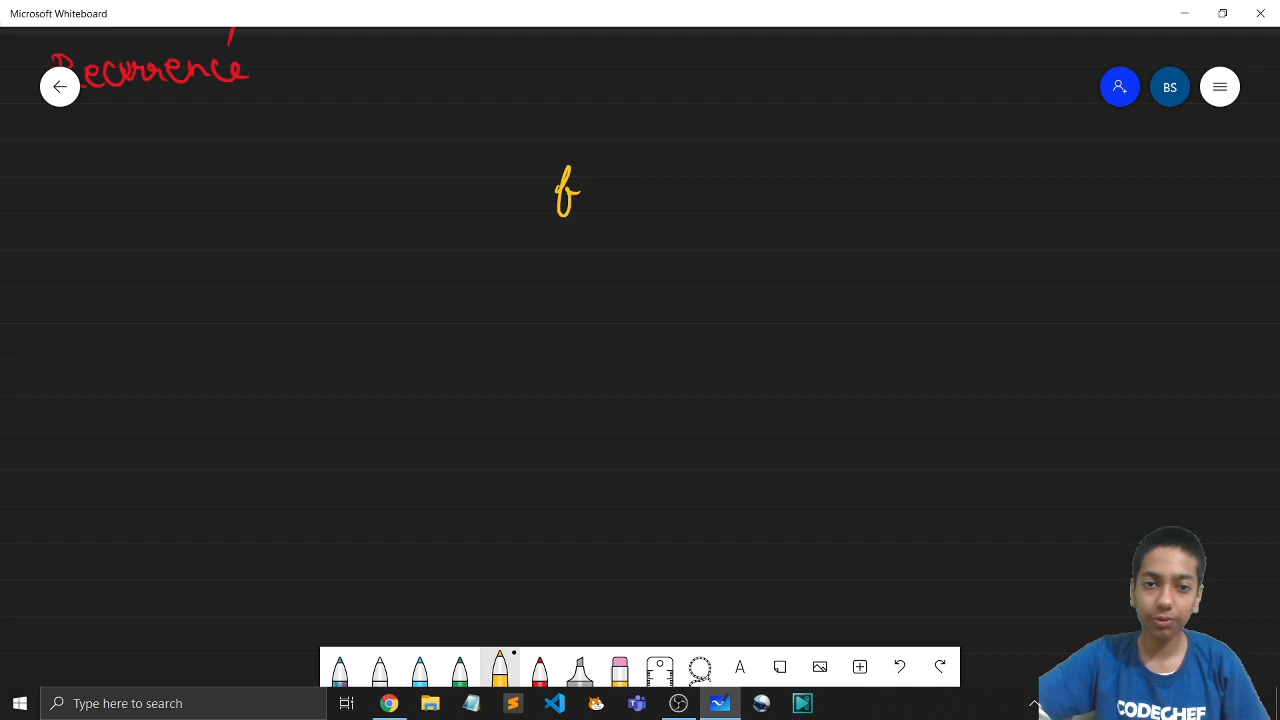 Microsoft Whiteboard
Recurrence
BS
f
A
Type here to search
CODECHEF